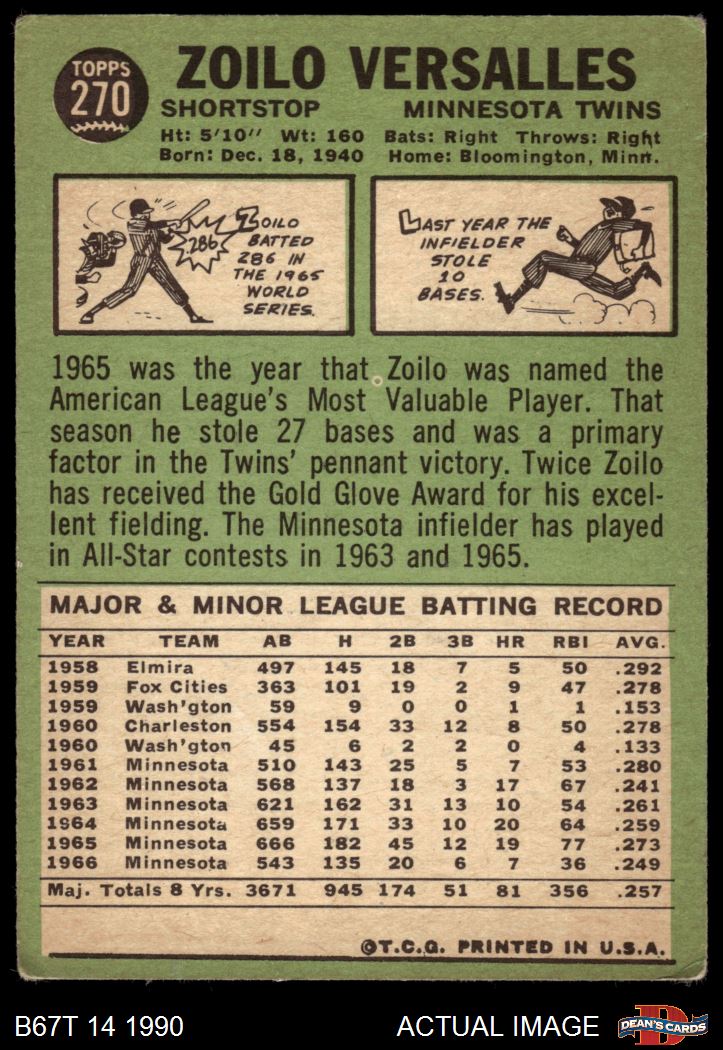 TOPPS
270
ZOILO VERSALLES
SHORTSTOP MINNESOTA TWINS
Ht: 5'10" Wt: 160 Bats: Right Throws: Right
Born: Dec. 18, 1940 Home: Bloomington, Minn.
.286
ZOILO
BATTED
286 IN
THE 1965
WORLD
SERIES.
LAST YEAR THE
INFIELDER
STOLE
10
BASES.
1965 was the year that Zoilo was named the
American League's Most Valuable Player. That
season he stole 27 bases and was a primary
factor in the Twins' pennant victory. Twice Zoilo
has received the Gold Glove Award for his excel-
lent fielding. The Minnesota infielder has played
in All-Star contests in 1963 and 1965.
MAJOR & MINOR LEAGUE BATTING RECORD
YEAR TEAM AB H 2B 3B HR RBI AVG.
1958 Elmira 497 145 18 7 5 50 .292
1959 Fox Cities 363 101 19 2 9 47 .278
1959 Wash'gton 59 9 0 0 1 1 .153
1960 Charleston 554 154 33 12 8 50 .278
1960 Wash'gton 45 6 2 2 0 4 .133
1961 Minnesota 510 143 25 5 7 53 .280
1962 Minnesota 568 137 18 3 17 67 .241
1963 Minnesota 621 162 31 13 10 54 .261
1964 Minnesota 659 171 33 10 20 64 .259
1965 Minnesota 666 182 45 12 19 77 .273
1966 Minnesota 543 135 20 6 7 36 .249
Maj. Totals 8 Yrs. 3671 945 174 51 81 356 .257
©T.C.G. PRINTED IN U.S.A.
B67T 14 1990 ACTUAL IMAGE
D
DEAN'S CARDS